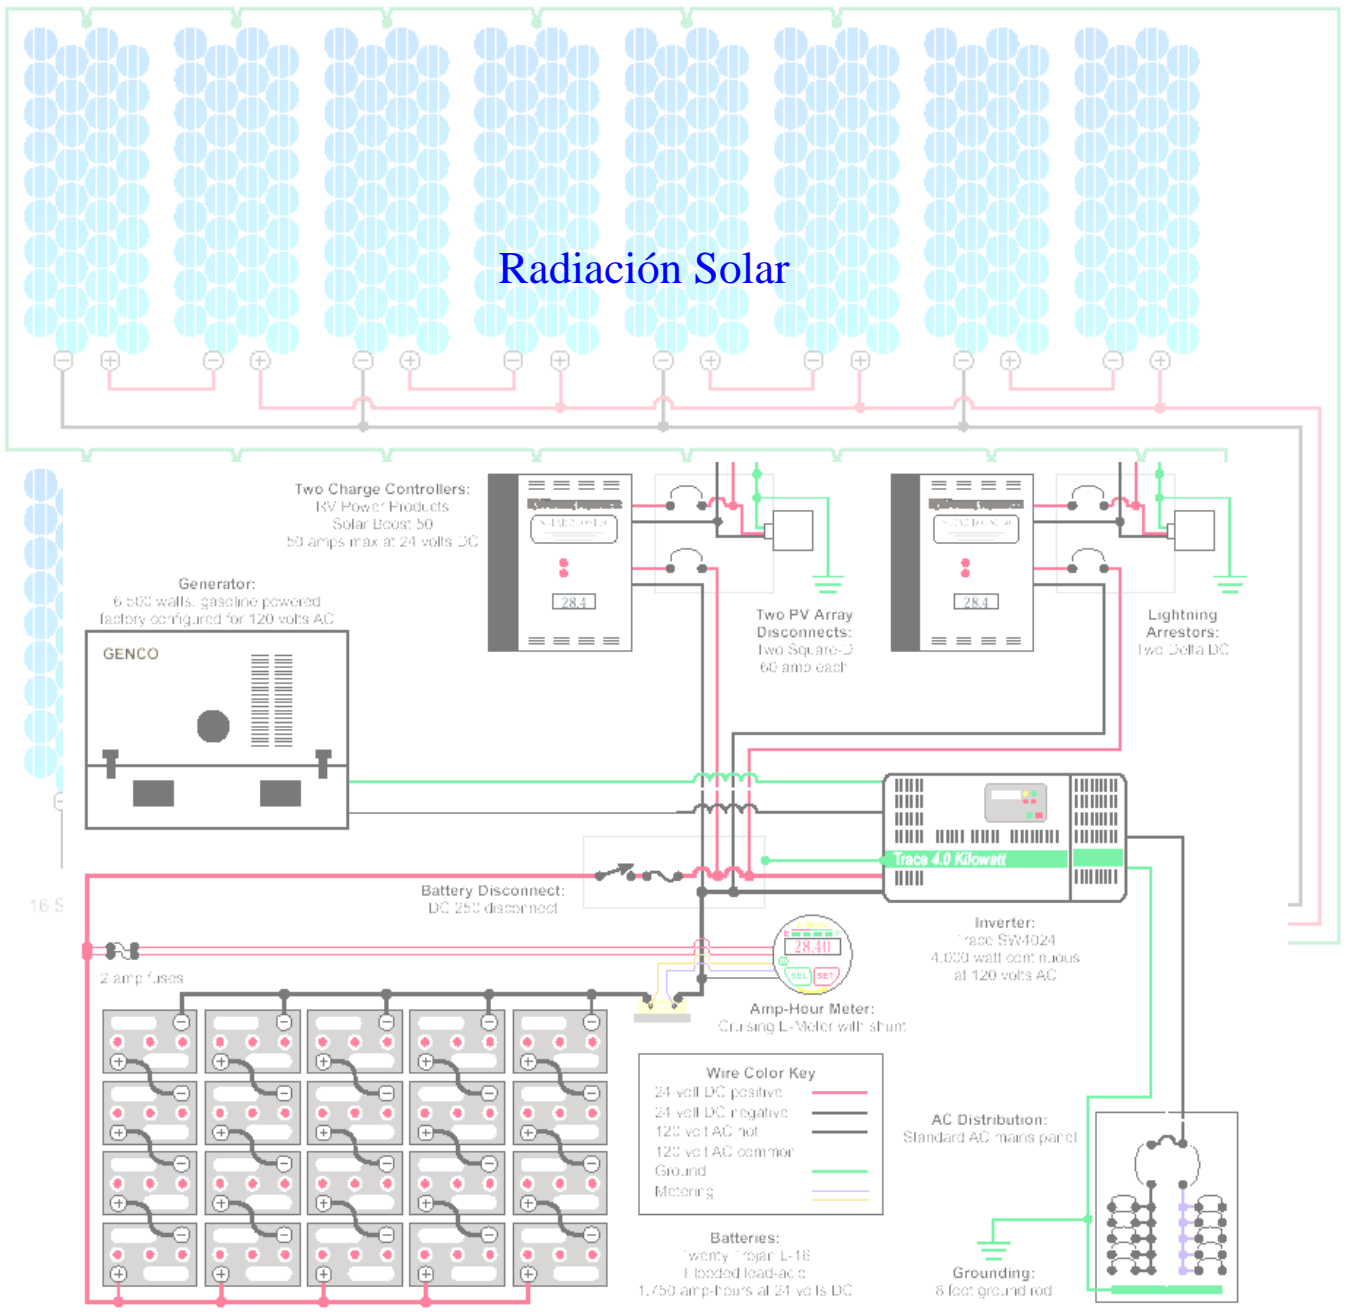 Radiación Solar
Two Charge Controllers:
RV Power Products
Solar Boost 50
50 amps max at 24 volts DC
28.4
28.4
Generator:
6,500 watts, gasoline powered
factory configured for 120 volts AC
GENCO
Two PV Array
Disconnects:
Two Square-D
60 amp each
Lightning
Arrestors:
Two Delta DC
Trace 4.0 Kilowatt
Battery Disconnect:
DC 250 disconnect
16 S
Inverter:
Trace SW4024
4,000 watt continuous
at 120 volts AC
E F
28.40
SEL SET
2 amp fuses
Amp-Hour Meter:
Cruising E-Meter with shunt
Wire Color Key
24 volt DC positive
24 volt DC negative
120 volt AC hot
120 volt AC common
Ground
Metering
AC Distribution:
Standard AC mains panel
Batteries:
Twenty Trojan L-16
Flooded lead-acid
1,750 amp-hours at 24 volts DC
Grounding:
8 foot ground rod